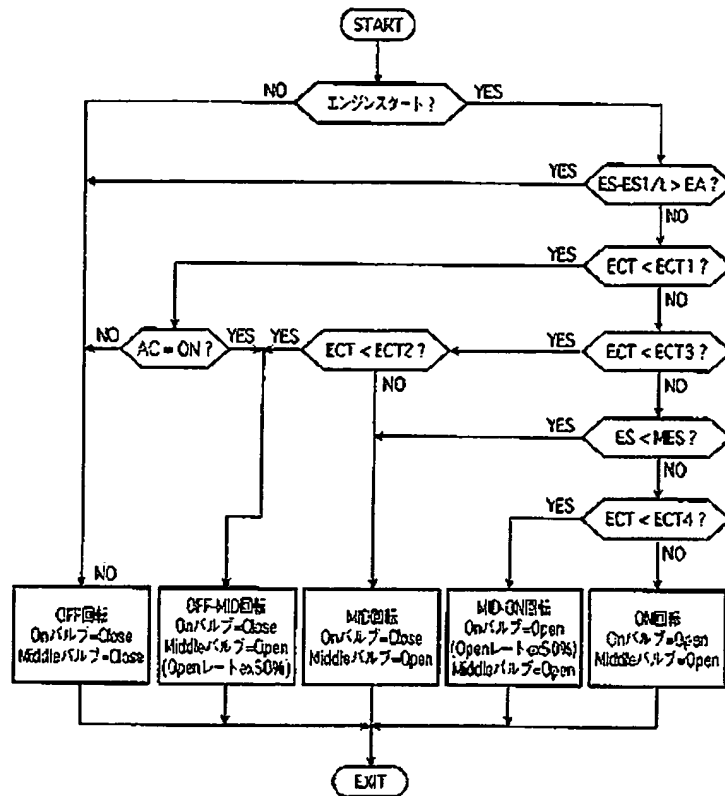 START
エンジンスタート?
NO
YES
ES-ES1/t > EA ?
YES
NO
ECT < ECT1 ?
YES
NO
AC = ON ?
NO
YES
ECT < ECT2 ?
YES
NO
ECT < ECT3 ?
YES
NO
ES < MES ?
YES
NO
ECT < ECT4 ?
YES
NO
NO
OFF回転
Onバルブ=Close
Middleバルブ=Close
OFF-MID回転
Onバルブ=Close
Middleバルブ=Open
(Openレートex50%)
MID回転
Onバルブ=Close
Middleバルブ=Open
MID-ON回転
Onバルブ=Open
(Openレートex50%)
Middleバルブ=Open
ON回転
Onバルブ=Open
Middleバルブ=Open
EXIT